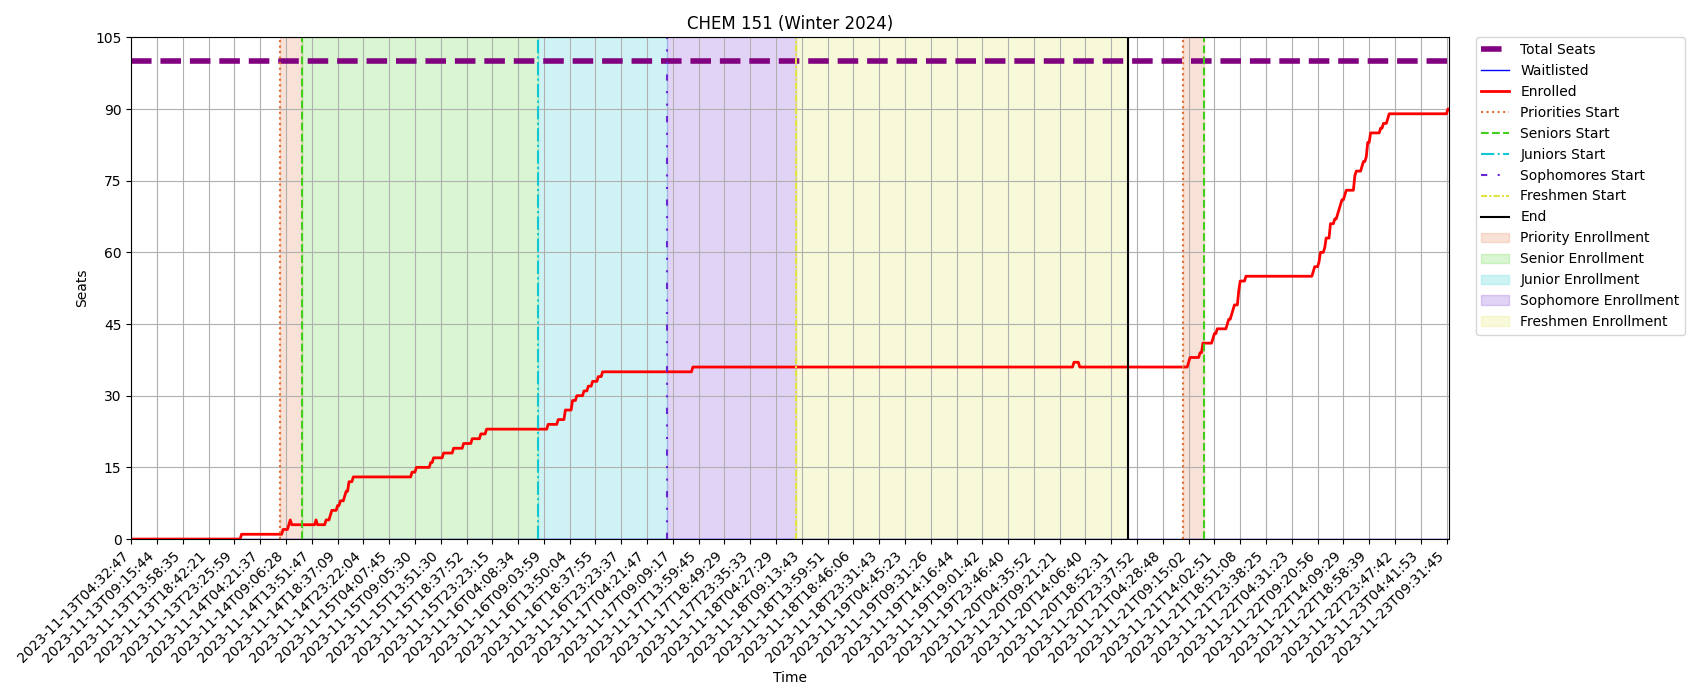 CHEM 151 (Winter 2024)
105
90
75
60
45
30
15
0
Seats
2023-11-13T04:32:47
2023-11-13T09:15:44
2023-11-13T13:58:35
2023-11-13T18:42:21
2023-11-13T23:25:59
2023-11-14T04:21:37
2023-11-14T09:06:28
2023-11-14T13:51:47
2023-11-14T18:37:09
2023-11-14T23:22:04
2023-11-15T04:07:45
2023-11-15T09:05:30
2023-11-15T13:51:30
2023-11-15T18:37:52
2023-11-15T23:23:15
2023-11-16T04:08:34
2023-11-16T09:03:59
2023-11-16T13:50:04
2023-11-16T18:37:55
2023-11-16T23:23:37
2023-11-17T04:21:47
2023-11-17T09:09:17
2023-11-17T13:59:45
2023-11-17T18:49:29
2023-11-17T23:35:33
2023-11-18T04:27:29
2023-11-18T09:13:43
2023-11-18T13:59:51
2023-11-18T18:46:06
2023-11-18T23:31:43
2023-11-19T04:45:23
2023-11-19T09:31:26
2023-11-19T14:16:44
2023-11-19T19:01:42
2023-11-19T23:46:40
2023-11-20T04:35:52
2023-11-20T09:21:21
2023-11-20T14:06:40
2023-11-20T18:52:31
2023-11-20T23:37:52
2023-11-21T04:28:48
2023-11-21T09:15:02
2023-11-21T14:02:51
2023-11-21T18:51:08
2023-11-21T23:38:25
2023-11-22T04:31:23
2023-11-22T09:20:56
2023-11-22T14:09:29
2023-11-22T18:58:39
2023-11-22T23:47:42
2023-11-23T04:41:53
2023-11-23T09:31:45
Time
Total Seats
Waitlisted
Enrolled
Priorities Start
Seniors Start
Juniors Start
Sophomores Start
Freshmen Start
End
Priority Enrollment
Senior Enrollment
Junior Enrollment
Sophomore Enrollment
Freshmen Enrollment